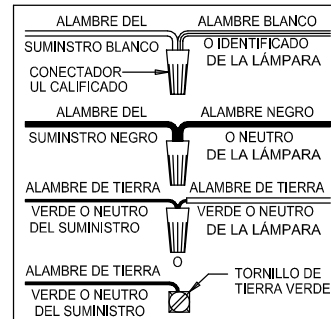 ALAMBRE DEL
SUMINSTRO BLANCO
ALAMBRE BLANCO
O IDENTIFICADO
DE LA LÁMPARA
CONECTADOR
UL CALIFICADO
ALAMBRE DEL
SUMINSTRO NEGRO
ALAMBRE NEGRO
O NEUTRO
DE LA LÁMPARA
ALAMBRE DE TIERRA
VERDE O NEUTRO
DEL SUMINISTRO
ALAMBRE DE TIERRA
VERDE O NEUTRO
DE LA LÁMPARA
O
ALAMBRE DE TIERRA
VERDE O NEUTRO
DEL SUMINISTRO
TORNILLO DE
TIERRA VERDE